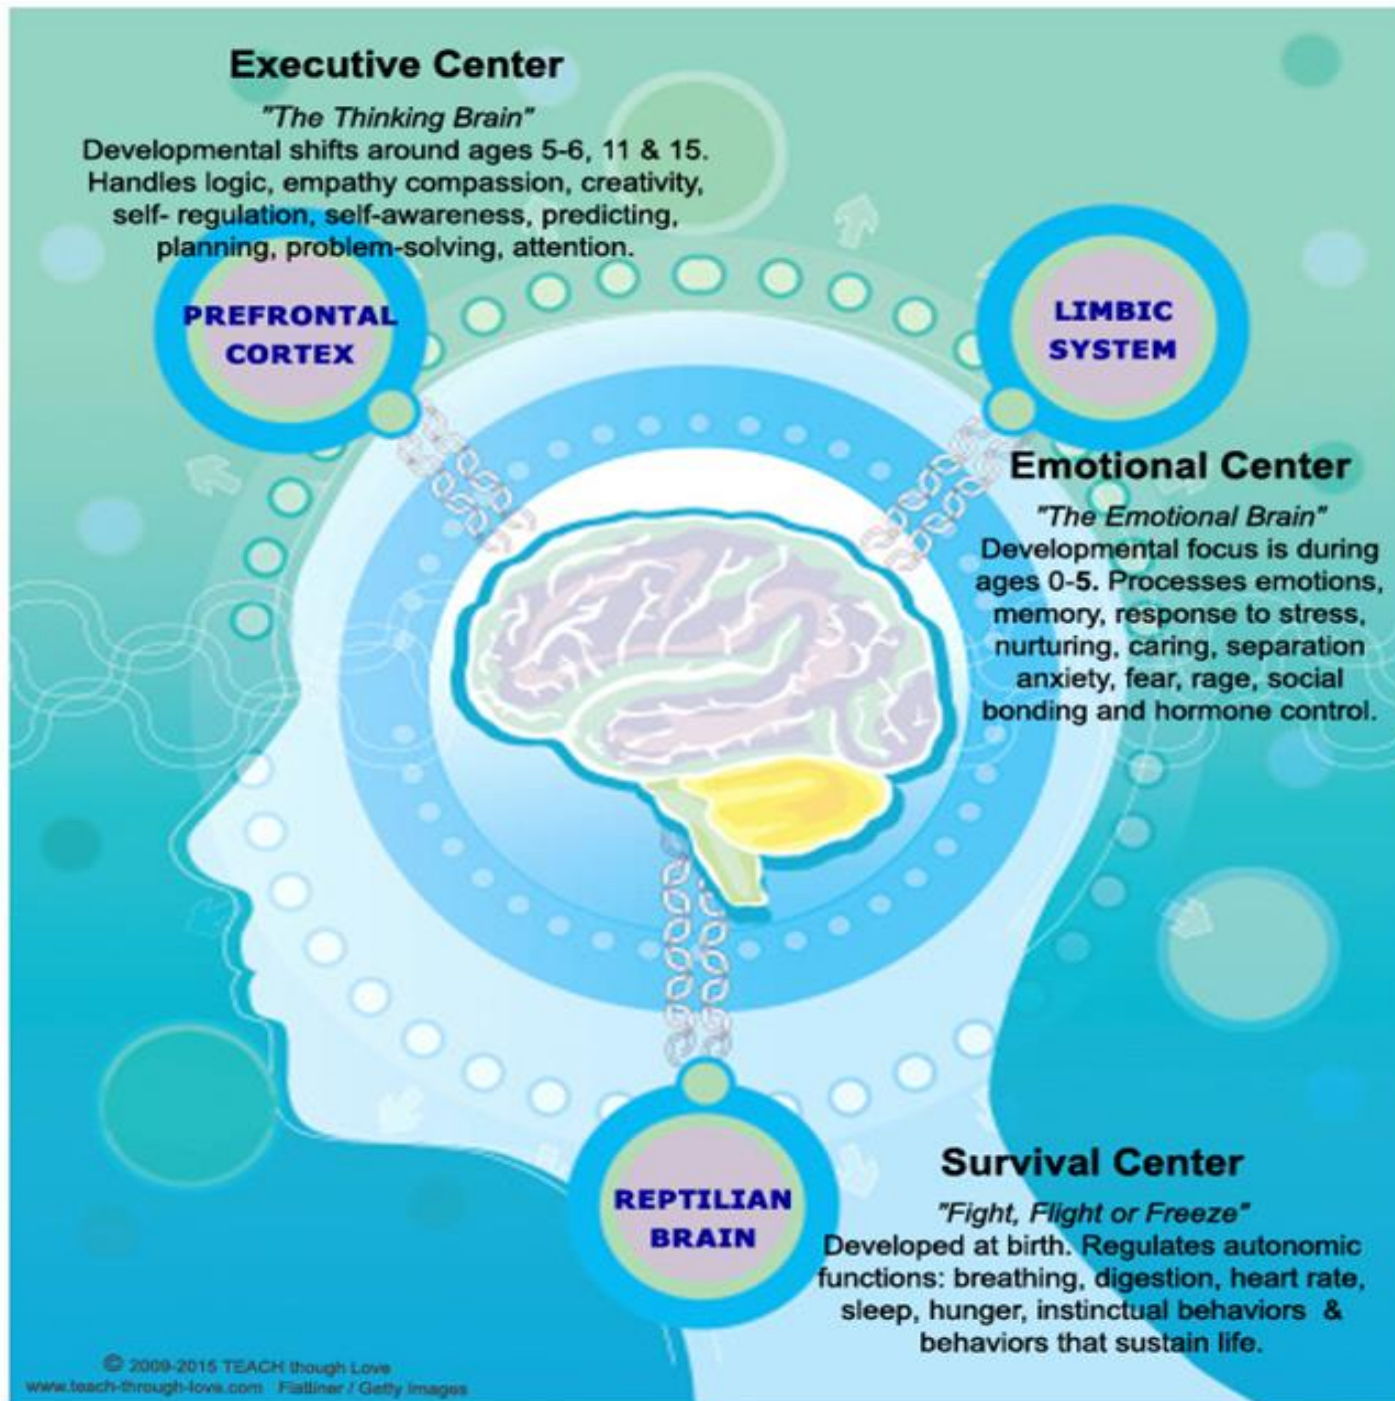 Executive Center
"The Thinking Brain"
Developmental shifts around ages 5-6, 11 & 15.
Handles logic, empathy compassion, creativity,
self- regulation, self-awareness, predicting,
planning, problem-solving, attention.
PREFRONTAL
CORTEX
LIMBIC
SYSTEM
Emotional Center
"The Emotional Brain"
Developmental focus is during
ages 0-5. Processes emotions,
memory, response to stress,
nurturing, caring, separation
anxiety, fear, rage, social
bonding and hormone control.
REPTILIAN
BRAIN
Survival Center
"Fight, Flight or Freeze"
Developed at birth. Regulates autonomic
functions: breathing, digestion, heart rate,
sleep, hunger, instinctual behaviors &
behaviors that sustain life.
© 2009-2015 TEACH though Love
www.teach-through-love.com Flatliner / Getty Images